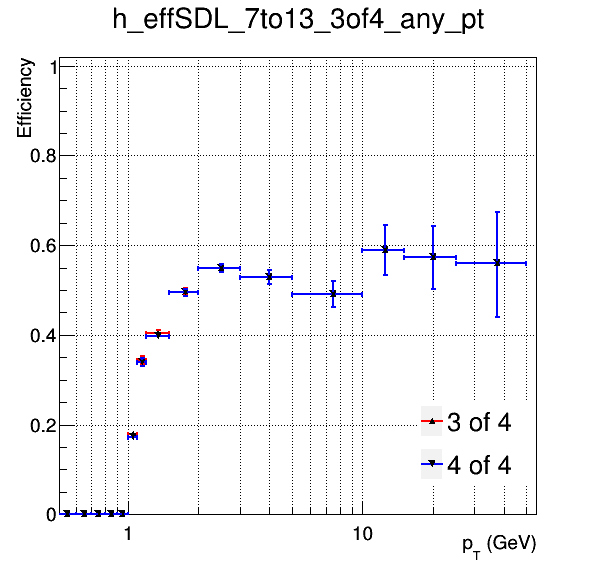 h_effSDL_7to13_3of4_any_pt
Efficiency
1
0.8
0.6
0.4
0.2
0
3 of 4
4 of 4
1
10
p_T (GeV)